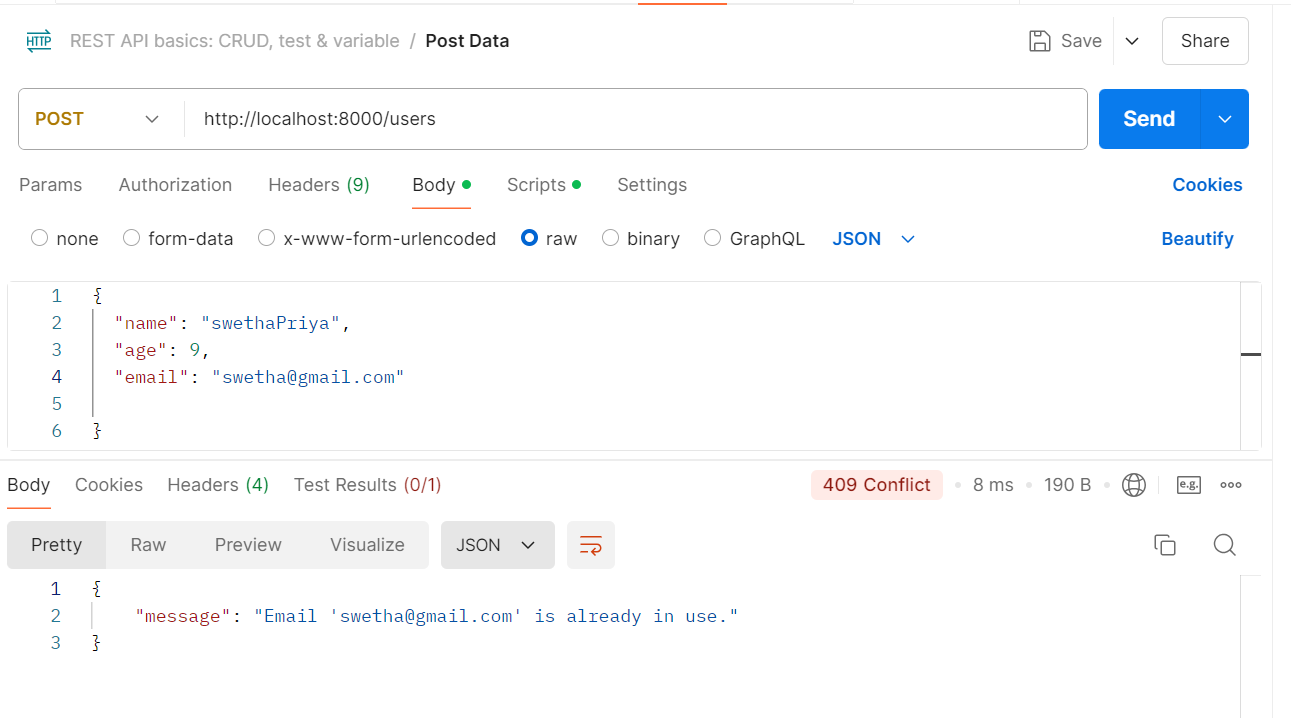 HTTP REST API basics: CRUD, test & variable / Post Data Save Share
POST http://localhost:8000/users Send
Params Authorization Headers (9) Body Scripts Settings Cookies
none form-data x-www-form-urlencoded raw binary GraphQL JSON Beautify
1 {
2 "name": "swethaPriya",
3 "age": 9,
4 "email": "swetha@gmail.com"
5
6 }
Body Cookies Headers (4) Test Results (0/1) 409 Conflict 8 ms 190 B e.g.
Pretty Raw Preview Visualize JSON
1 {
2 "message": "Email 'swetha@gmail.com' is already in use."
3 }